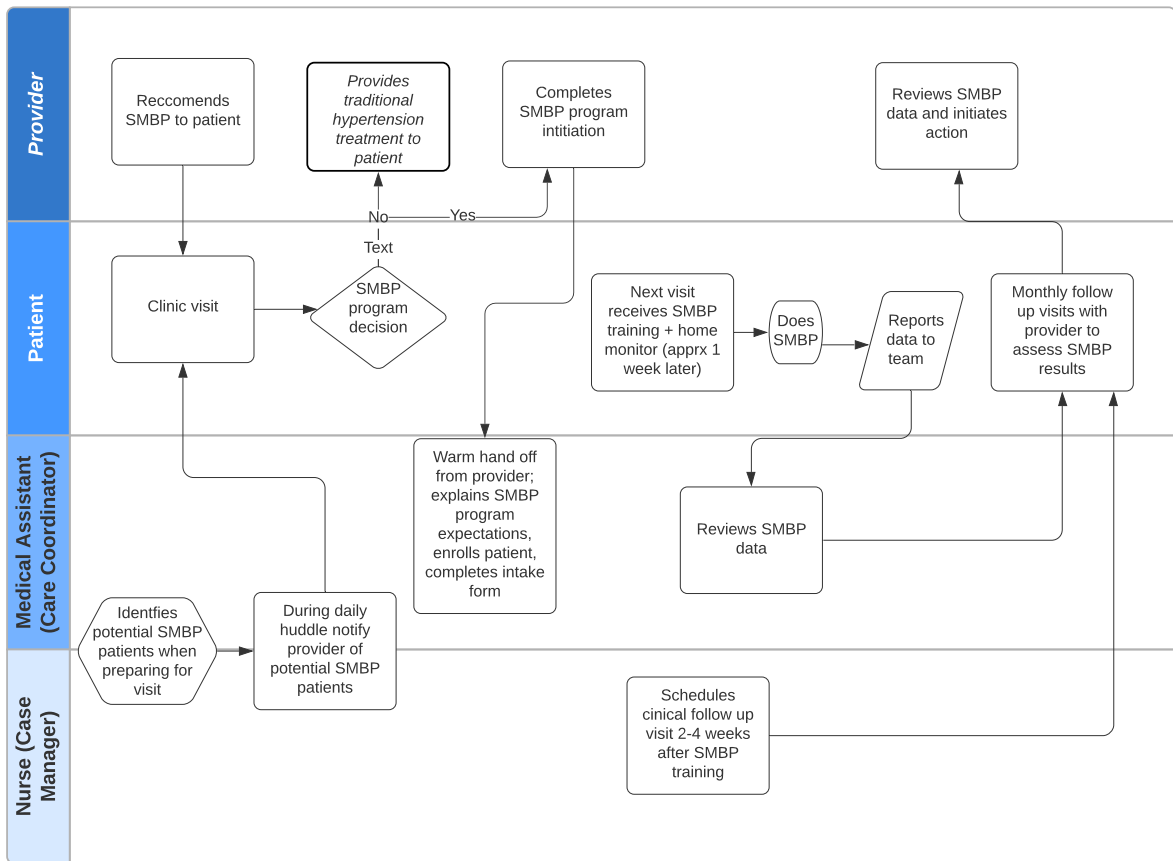 Provider
Reccomends
SMBP to patient
Provides
traditional
hypertension
treatment to
patient
Completes
SMBP program
intitiation
Reviews SMBP
data and initiates
action
No
Yes
Text
Patient
Clinic visit
SMBP
program
decision
Next visit
receives SMBP
training + home
monitor (apprx 1
week later)
Does
SMBP
Reports
data to
team
Monthly follow
up visits with
provider to
assess SMBP
results
Medical Assistant
(Care Coordinator)
Warm hand off
from provider;
explains SMBP
program
expectations,
enrolls patient,
completes intake
form
Reviews SMBP
data
Identfies
potential SMBP
patients when
preparing for
visit
During daily
huddle notify
provider of
potential SMBP
patients
Nurse (Case
Manager)
Schedules
cinical follow up
visit 2-4 weeks
after SMBP
training